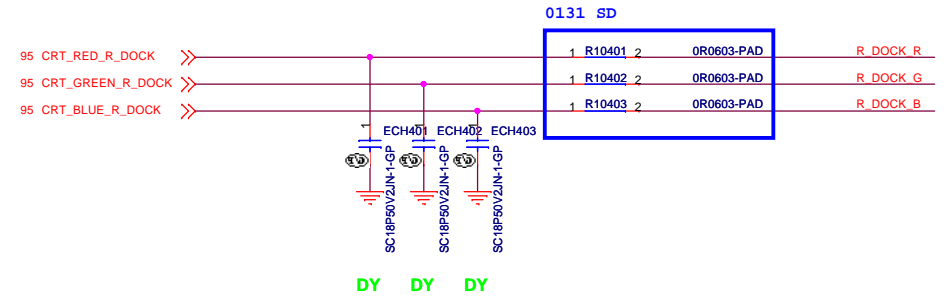 0131 SD
95 CRT_RED_R_DOCK
1 R10401 2 0R0603-PAD
R_DOCK_R
95 CRT_GREEN_R_DOCK
1 R10402 2 0R0603-PAD
R_DOCK_G
95 CRT_BLUE_R_DOCK
1 R10403 2 0R0603-PAD
R_DOCK_B
1 ECH401
1 ECH402
1 ECH403
SC18P50V2JN-1-GP
SC18P50V2JN-1-GP
SC18P50V2JN-1-GP
DY DY DY